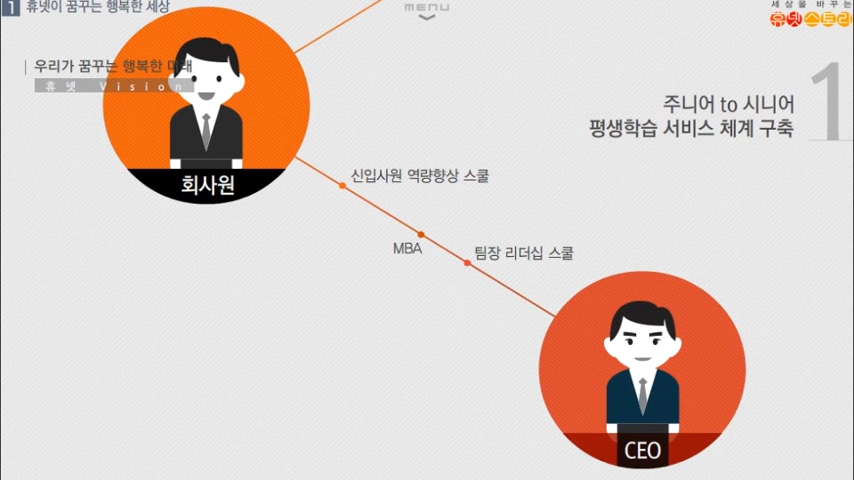 1 휴넷이 꿈꾸는 행복한 세상
MENU
세상을 바꾸는
휴넷스토리
우리가 꿈꾸는 행복한 미래
휴넷 Vision
1
주니어 to 시니어
평생학습 서비스 체계 구축
회사원
신입사원 역량향상 스쿨
MBA
팀장 리더십 스쿨
CEO